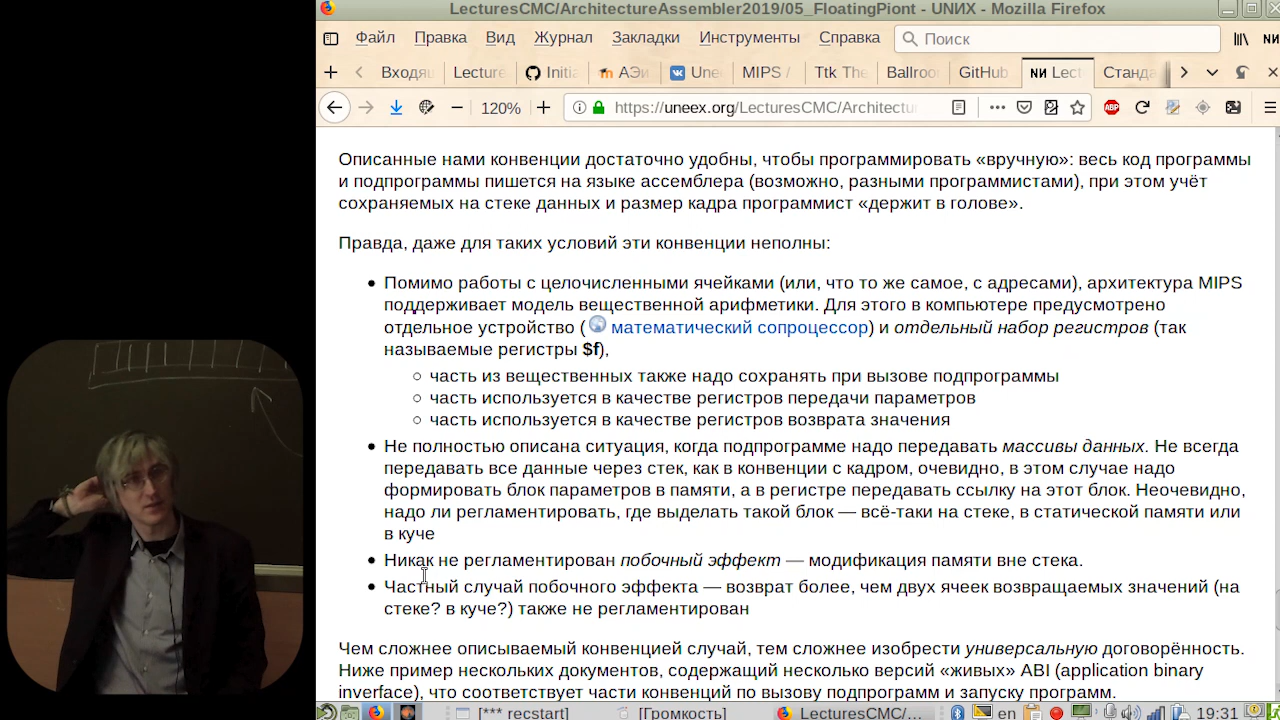 LecturesCMC/ArchitectureAssembler2019/05_FloatingPiont - UNИX - Mozilla Firefox
Файл Правка Вид Журнал Закладки Инструменты Справка Поиск
Входящ Lecture Initia АЭи Une MIPS / Ttk The Ballroo GitHub Lect Станда
120% https://uneex.org/LecturesCMC/Architectu
Описанные нами конвенции достаточно удобны, чтобы программировать «вручную»: весь код программы
и подпрограммы пишется на языке ассемблера (возможно, разными программистами), при этом учёт
сохраняемых на стеке данных и размер кадра программист «держит в голове».
Правда, даже для таких условий эти конвенции неполны:
Помимо работы с целочисленными ячейками (или, что то же самое, с адресами), архитектура MIPS
поддерживает модель вещественной арифметики. Для этого в компьютере предусмотрено
отдельное устройство ( математический сопроцессор) и отдельный набор регистров (так
называемые регистры $f),
часть из вещественных также надо сохранять при вызове подпрограммы
часть используется в качестве регистров передачи параметров
часть используется в качестве регистров возврата значения
Не полностью описана ситуация, когда подпрограмме надо передавать массивы данных. Не всегда
передавать все данные через стек, как в конвенции с кадром, очевидно, в этом случае надо
формировать блок параметров в памяти, а в регистре передавать ссылку на этот блок. Неочевидно,
надо ли регламентировать, где выделать такой блок — всё-таки на стеке, в статической памяти или
в куче
Никак не регламентирован побочный эффект — модификация памяти вне стека.
Частный случай побочного эффекта — возврат более, чем двух ячеек возвращаемых значений (на
стеке? в куче?) также не регламентирован
Чем сложнее описываемый конвенцией случай, тем сложнее изобрести универсальную договорённость.
Ниже пример нескольких документов, содержащий несколько версий «живых» ABI (application binary
inverface), что соответствует части конвенций по вызову подпрограмм и запуску программ.
[*** recstart] [Громкость] LecturesCMC/... en 19:31